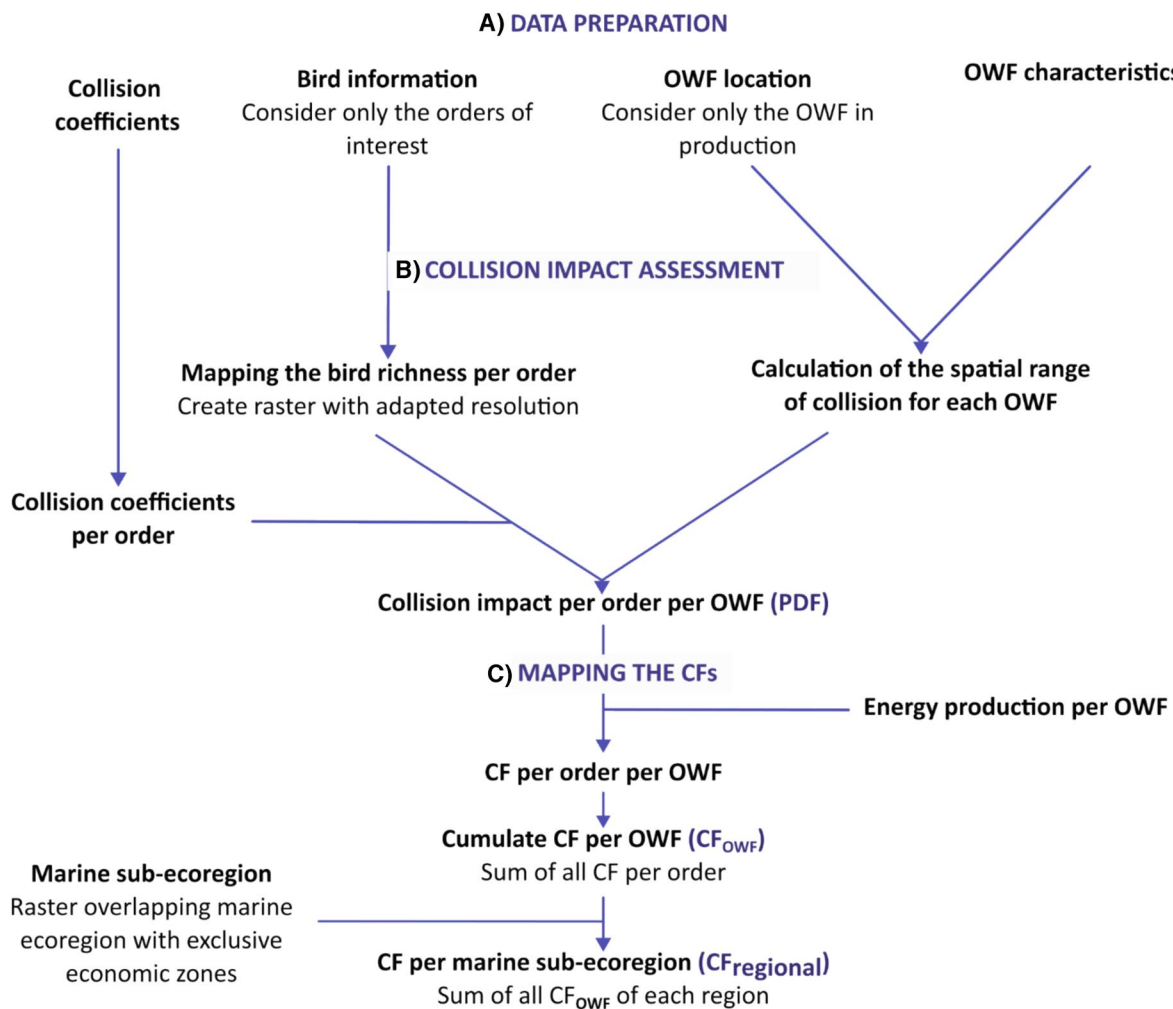 A) DATA PREPARATION
Collision
coefficients
Bird information
Consider only the orders of
interest
OWF location
Consider only the OWF in
production
OWF characteristics
B) COLLISION IMPACT ASSESSMENT
Mapping the bird richness per order
Create raster with adapted resolution
Calculation of the spatial range
of collision for each OWF
Collision coefficients
per order
Collision impact per order per OWF (PDF)
C) MAPPING THE CFs
Energy production per OWF
CF per order per OWF
Cumulate CF per OWF (CF_OWF)
Sum of all CF per order
Marine sub-ecoregion
Raster overlapping marine
ecoregion with exclusive
economic zones
CF per marine sub-ecoregion (CF_regional)
Sum of all CF_OWF of each region